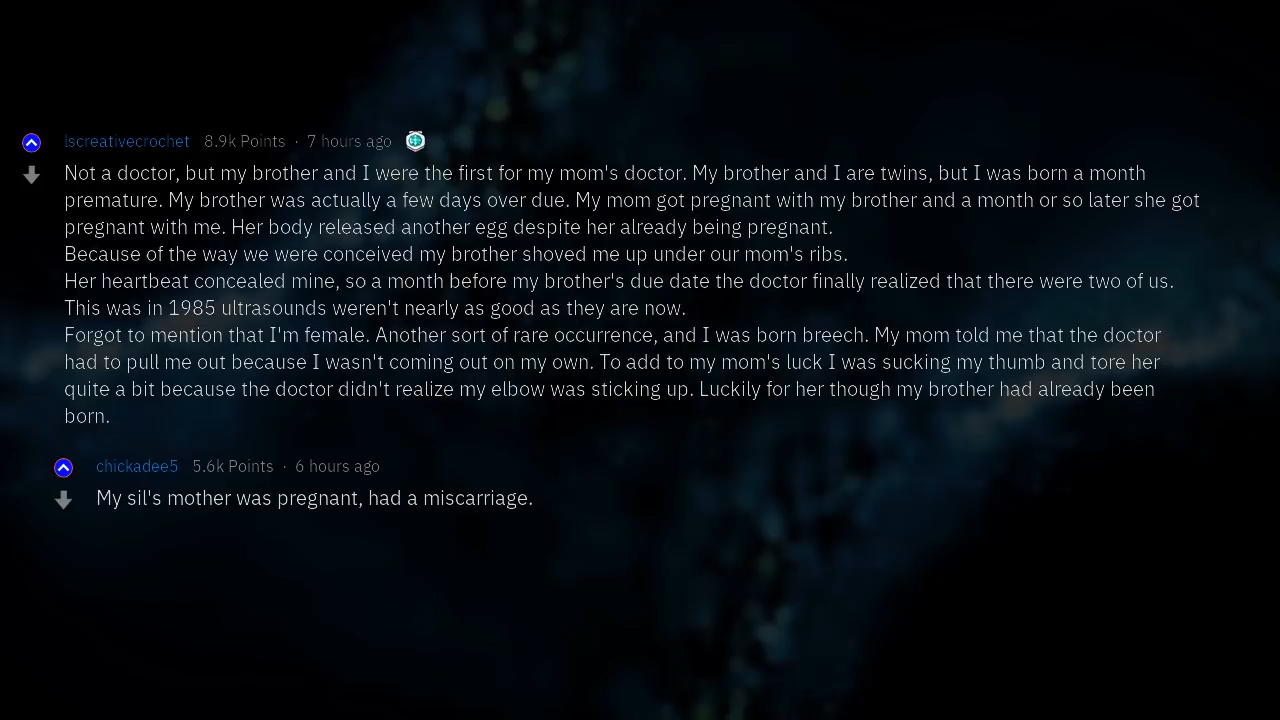 lscreativecrochet 8.9k Points · 7 hours ago
Not a doctor, but my brother and I were the first for my mom's doctor. My brother and I are twins, but I was born a month
premature. My brother was actually a few days over due. My mom got pregnant with my brother and a month or so later she got
pregnant with me. Her body released another egg despite her already being pregnant.
Because of the way we were conceived my brother shoved me up under our mom's ribs.
Her heartbeat concealed mine, so a month before my brother's due date the doctor finally realized that there were two of us.
This was in 1985 ultrasounds weren't nearly as good as they are now.
Forgot to mention that I'm female. Another sort of rare occurrence, and I was born breech. My mom told me that the doctor
had to pull me out because I wasn't coming out on my own. To add to my mom's luck I was sucking my thumb and tore her
quite a bit because the doctor didn't realize my elbow was sticking up. Luckily for her though my brother had already been
born.
chickadee5 5.6k Points · 6 hours ago
My sil's mother was pregnant, had a miscarriage.